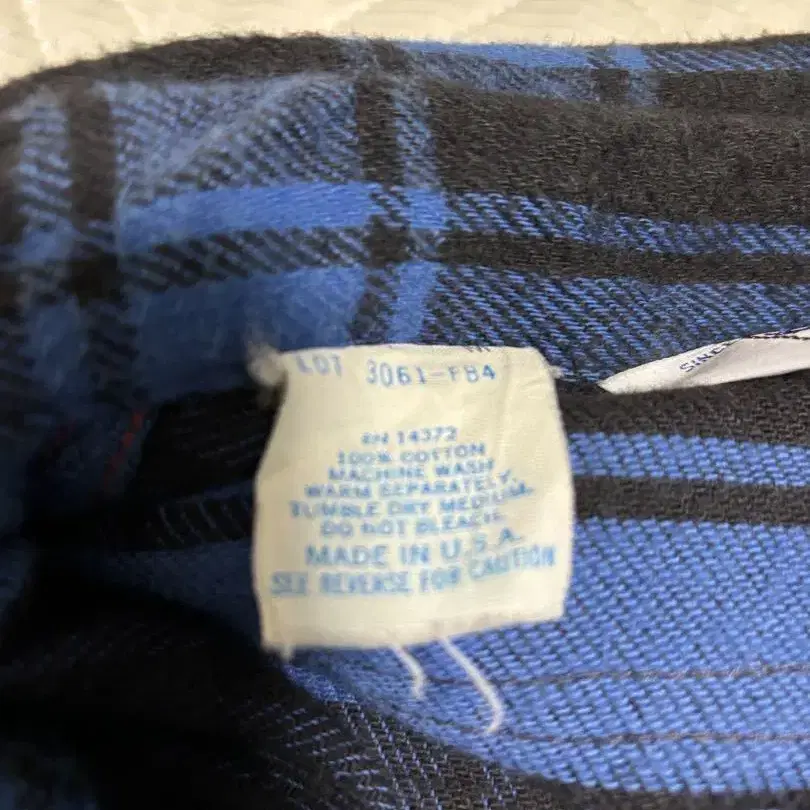 LOT 3061-FB4
RN 14372
100% COTTON
MACHINE WASH
WARM SEPARATELY.
TUMBLE DRY MEDIUM.
DO NOT BLEACH.
MADE IN U.S.A.
SEE REVERSE FOR CAUTION
SINCE